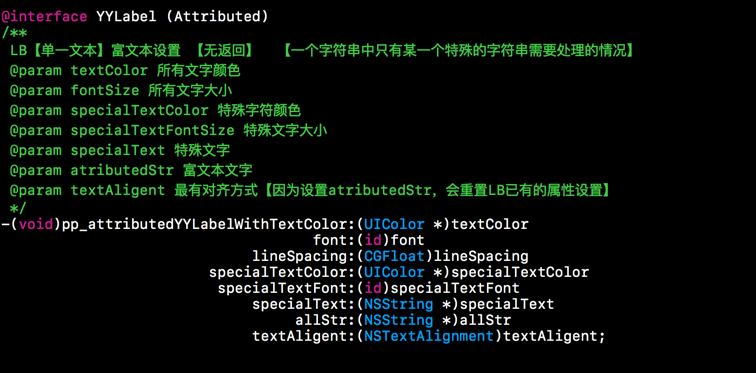 @interface YYLabel (Attributed)
/**
 LB【单一文本】富文本设置 【无返回】  【一个字符串中只有某一个特殊的字符串需要处理的情况】
 @param textColor 所有文字颜色
 @param fontSize 所有文字大小
 @param specialTextColor 特殊字符颜色
 @param specialTextFontSize 特殊文字大小
 @param specialText 特殊文字
 @param atributedStr 富文本文字
 @param textAligent 最有对齐方式【因为设置atributedStr，会重置LB已有的属性设置】
 */
-(void)pp_attributedYYLabelWithTextColor:(UIColor *)textColor
                                    font:(id)font
                             lineSpacing:(CGFloat)lineSpacing
                        specialTextColor:(UIColor *)specialTextColor
                         specialTextFont:(id)specialTextFont
                             specialText:(NSString *)specialText
                                  allStr:(NSString *)allStr
                             textAligent:(NSTextAlignment)textAligent;